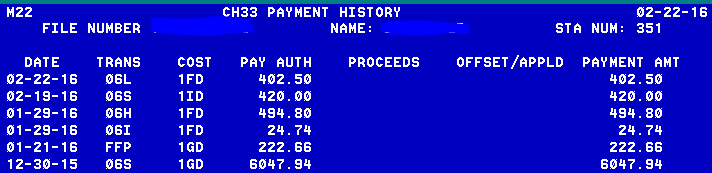 M22 CH33 PAYMENT HISTORY 02-22-16
FILE NUMBER NAME: STA NUM: 351
DATE TRANS COST PAY AUTH PROCEEDS OFFSET/APPLD PAYMENT AMT
02-22-16 06L 1FD 402.50 402.50
02-19-16 06S 1ID 420.00 420.00
01-29-16 06H 1FD 494.80 494.80
01-29-16 06I 1FD 24.74 24.74
01-21-16 FFP 1GD 222.66 222.66
12-30-15 06S 1GD 6047.94 6047.94